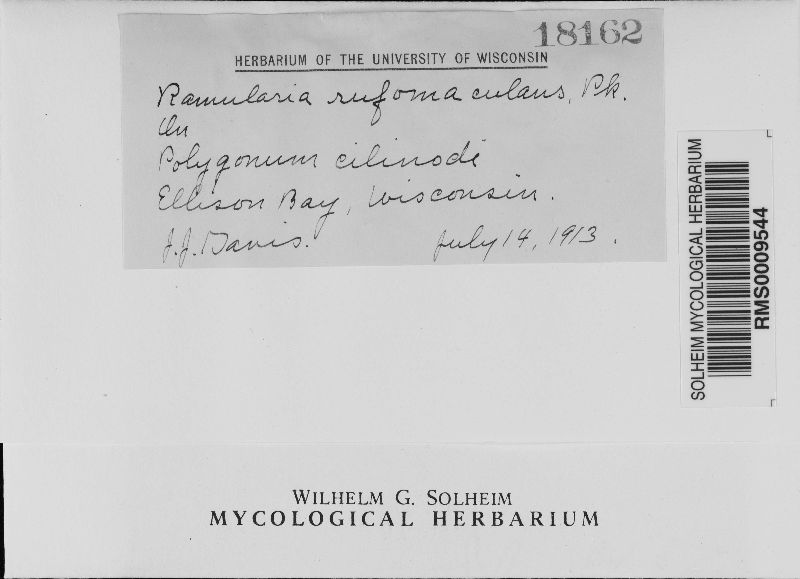 18162
HERBARIUM OF THE UNIVERSITY OF WISCONSIN
Ramularia rufomaculans, Pk.
On
Polygonum cilinode
Ellison Bay, Wisconsin.
J.J. Davis. July 14, 1913.
SOLHEIM MYCOLOGICAL HERBARIUM
RMS0009544
WILHELM G. SOLHEIM
MYCOLOGICAL HERBARIUM